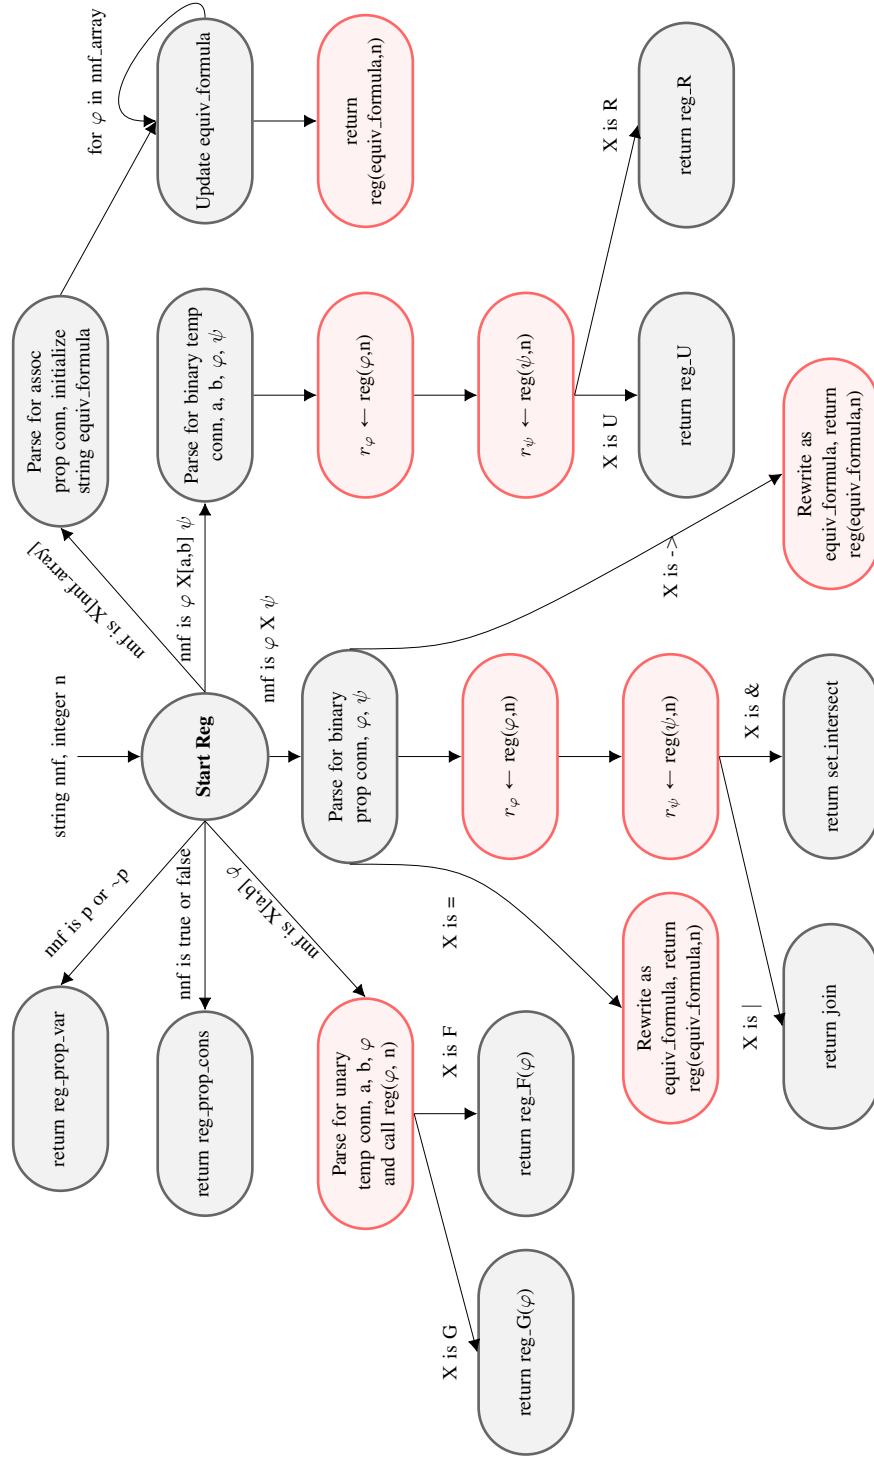 string nnf, integer n
Start Reg
nnf is p or ~p
return reg_prop_var
nnf is true or false
return reg_prop_cons
nnf is X[a,b] φ
Parse for unary
temp conn, a, b, φ
and call reg(φ, n)
X is G
return reg_G(φ)
X is F
return reg_F(φ)
nnf is φ X ψ
Parse for binary
prop conn, φ, ψ
X is =
Rewrite as
equiv_formula, return
reg(equiv_formula,n)
r_φ ← reg(φ,n)
r_ψ ← reg(ψ,n)
X is |
return join
X is &
return set_intersect
X is ->
Rewrite as
equiv_formula, return
reg(equiv_formula,n)
nnf is φ X[a,b] ψ
Parse for binary temp
conn, a, b, φ, ψ
r_φ ← reg(φ,n)
r_ψ ← reg(ψ,n)
X is U
return reg_U
X is R
return reg_R
nnf is X[nnf_array]
Parse for assoc
prop conn, initialize
string equiv_formula
for φ in nnf_array
Update equiv_formula
return
reg(equiv_formula,n)